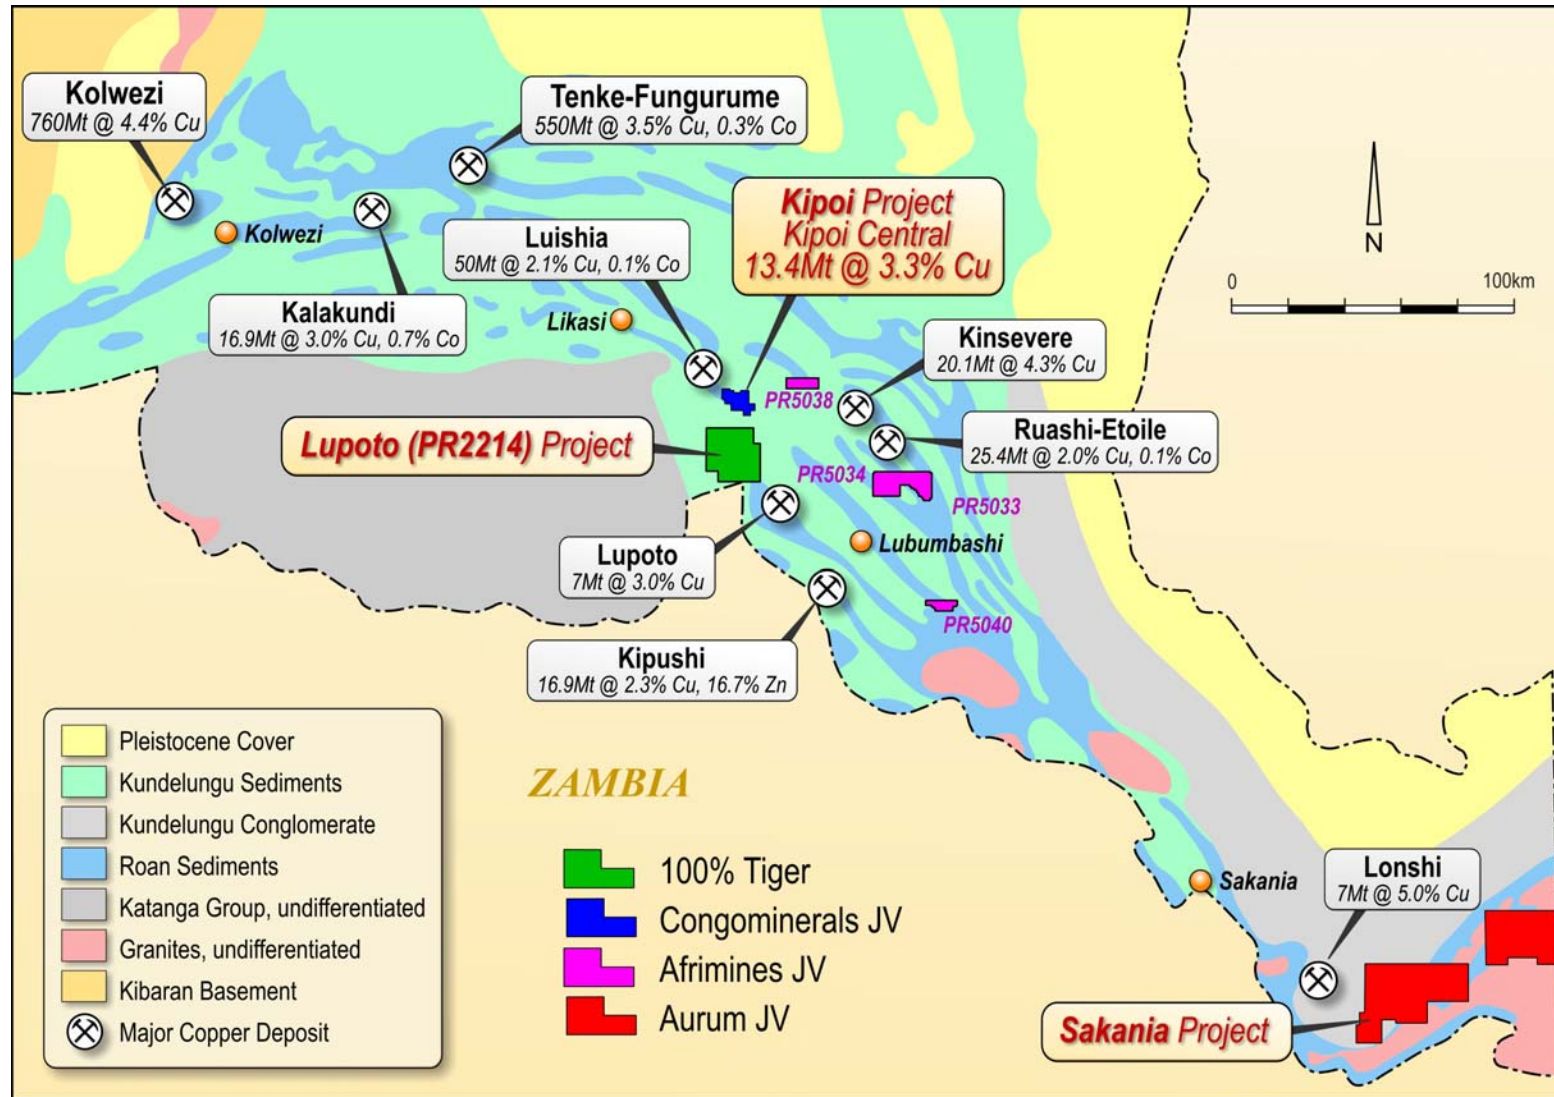 Kolwezi
760Mt @ 4.4% Cu
Tenke-Fungurume
550Mt @ 3.5% Cu, 0.3% Co
Kipoi Project
Kipoi Central
13.4Mt @ 3.3% Cu
Kolwezi
Luishia
50Mt @ 2.1% Cu, 0.1% Co
N
0 100km
Kalakundi
16.9Mt @ 3.0% Cu, 0.7% Co
Likasi
Kinsevere
20.1Mt @ 4.3% Cu
PR5038
Lupoto (PR2214) Project
Ruashi-Etoile
25.4Mt @ 2.0% Cu, 0.1% Co
PR5034
PR5033
Lupoto
7Mt @ 3.0% Cu
Lubumbashi
PR5040
Kipushi
16.9Mt @ 2.3% Cu, 16.7% Zn
Pleistocene Cover
Kundelungu Sediments
Kundelungu Conglomerate
Roan Sediments
Katanga Group, undifferentiated
Granites, undifferentiated
Kibaran Basement
Major Copper Deposit
ZAMBIA
100% Tiger
Congominerals JV
Afrimines JV
Aurum JV
Sakania
Lonshi
7Mt @ 5.0% Cu
Sakania Project